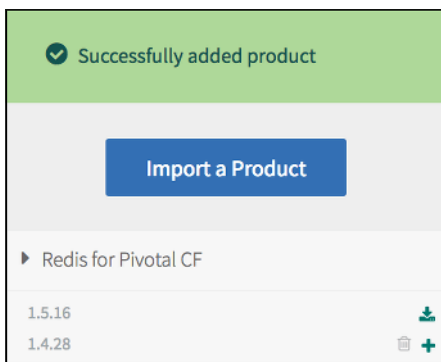 Successfully added product
Import a Product
Redis for Pivotal CF
1.5.16
1.4.28